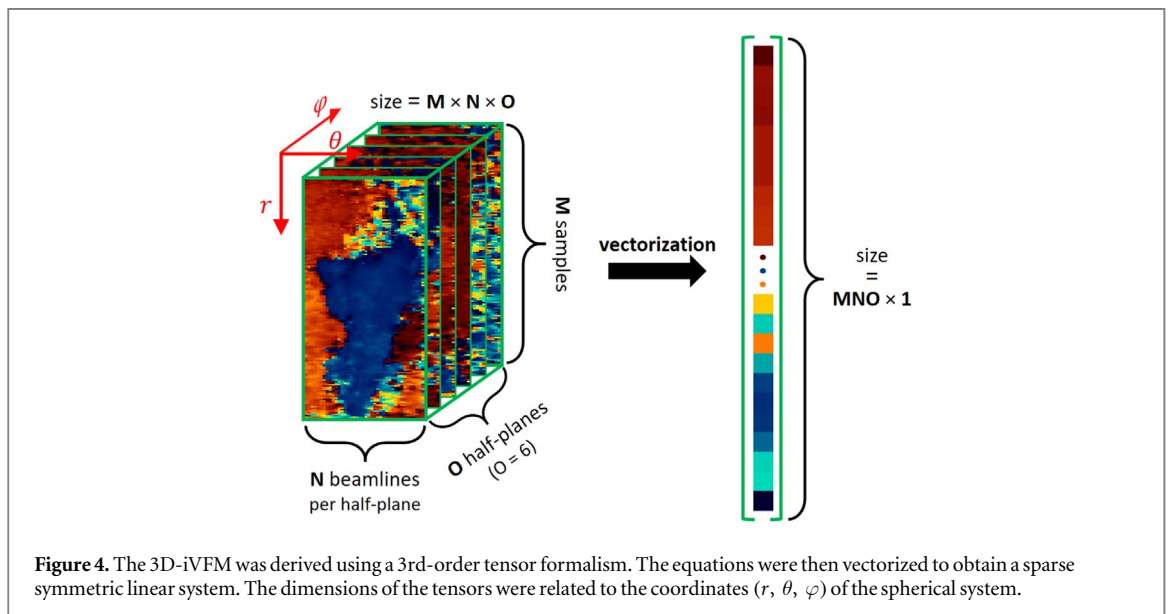 size = M × N × O
φ
θ
r
M samples
N beamlines
per half-plane
O half-planes
(O = 6)
vectorization
size
=
MNO × 1
Figure 4. The 3D-iVFM was derived using a 3rd-order tensor formalism. The equations were then vectorized to obtain a sparse
symmetric linear system. The dimensions of the tensors were related to the coordinates (r, θ, φ) of the spherical system.